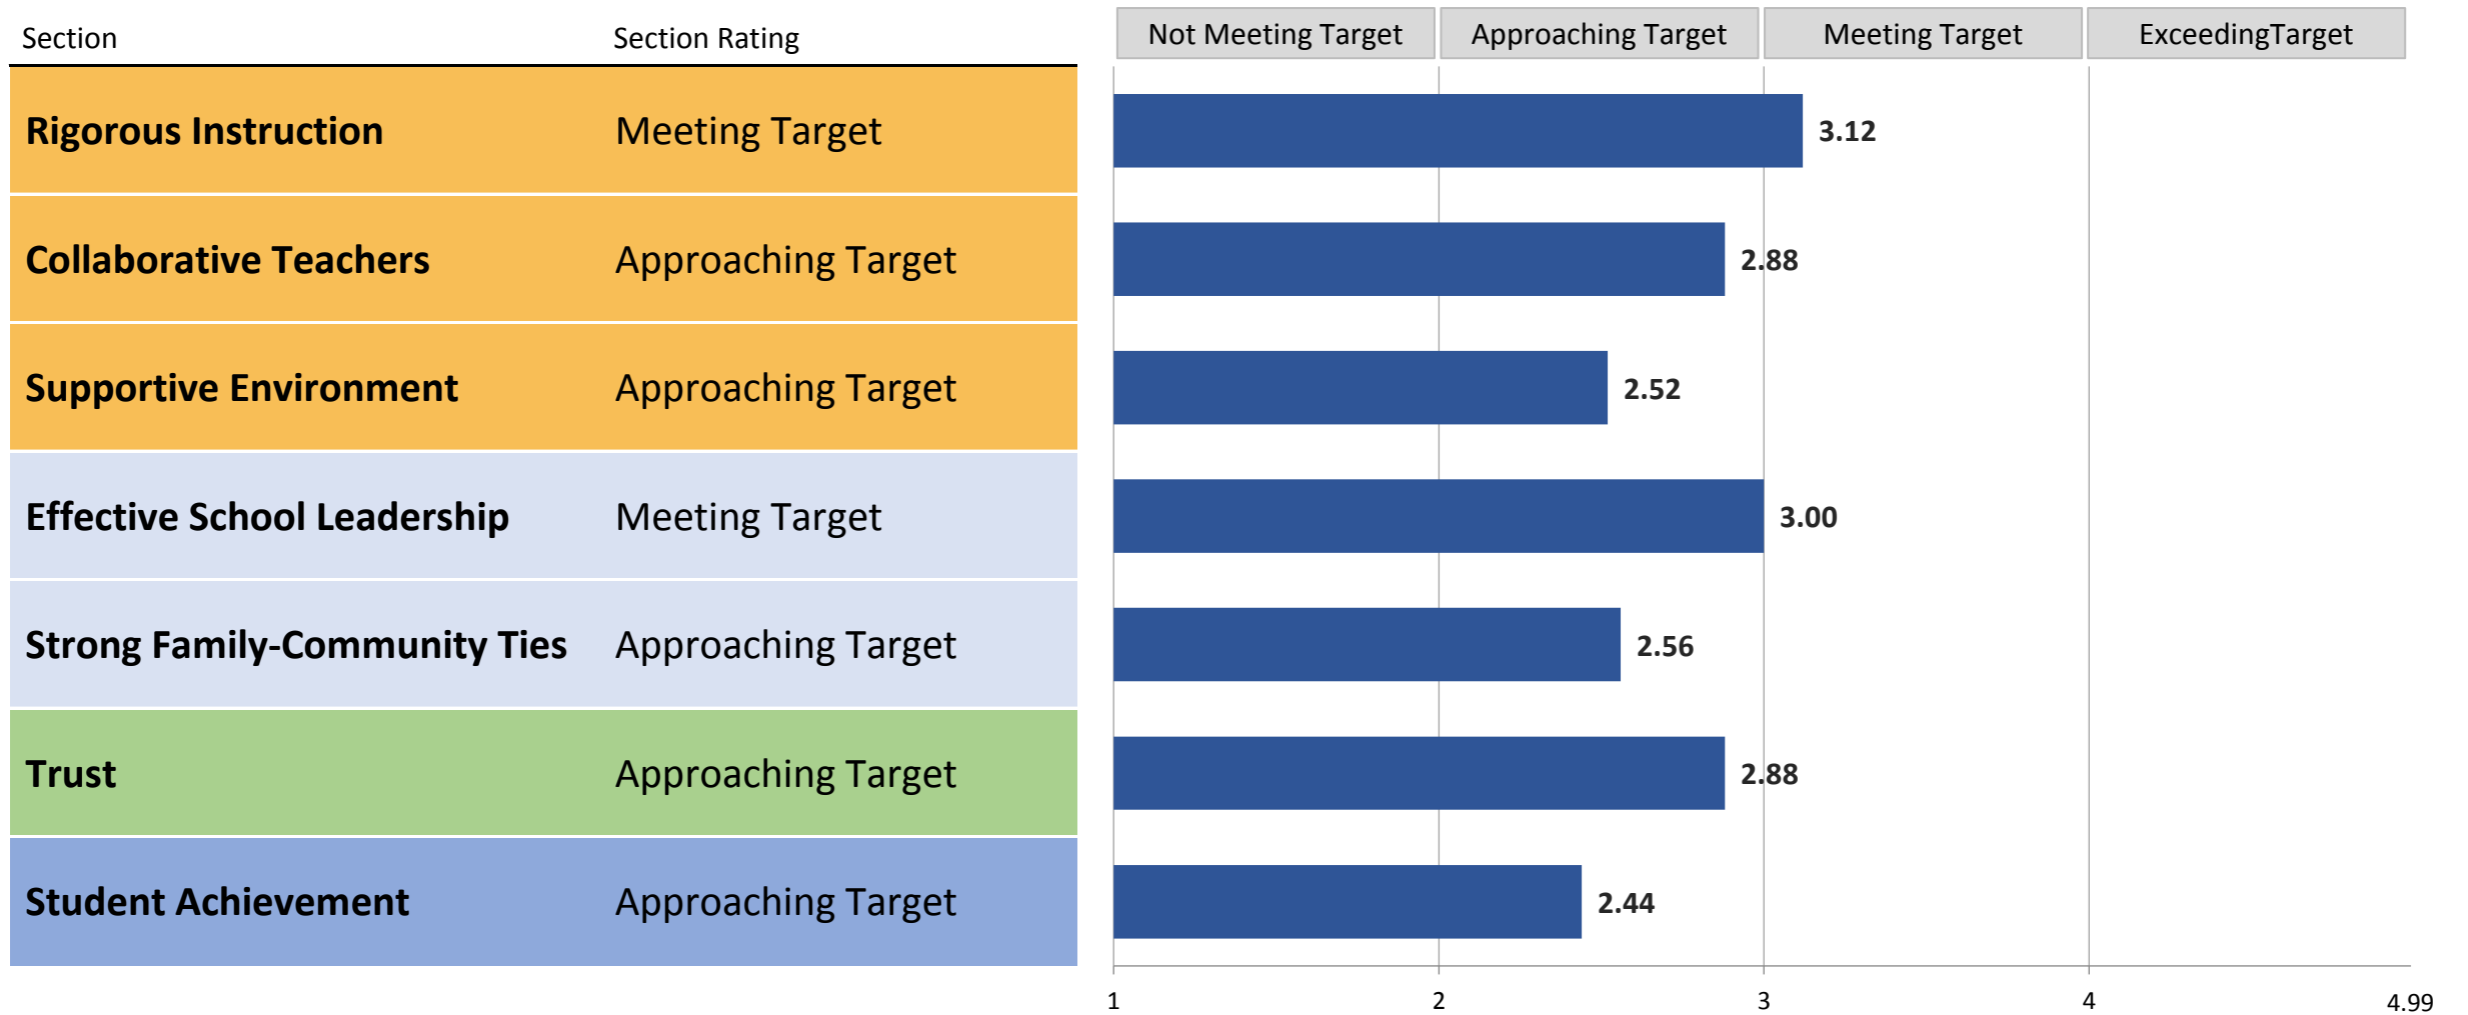 Section Section Rating Not Meeting Target Approaching Target Meeting Target ExceedingTarget
Rigorous Instruction Meeting Target 3.12
Collaborative Teachers Approaching Target 2.88
Supportive Environment Approaching Target 2.52
Effective School Leadership Meeting Target 3.00
Strong Family-Community Ties Approaching Target 2.56
Trust Approaching Target 2.88
Student Achievement Approaching Target 2.44
1 2 3 4 4.99